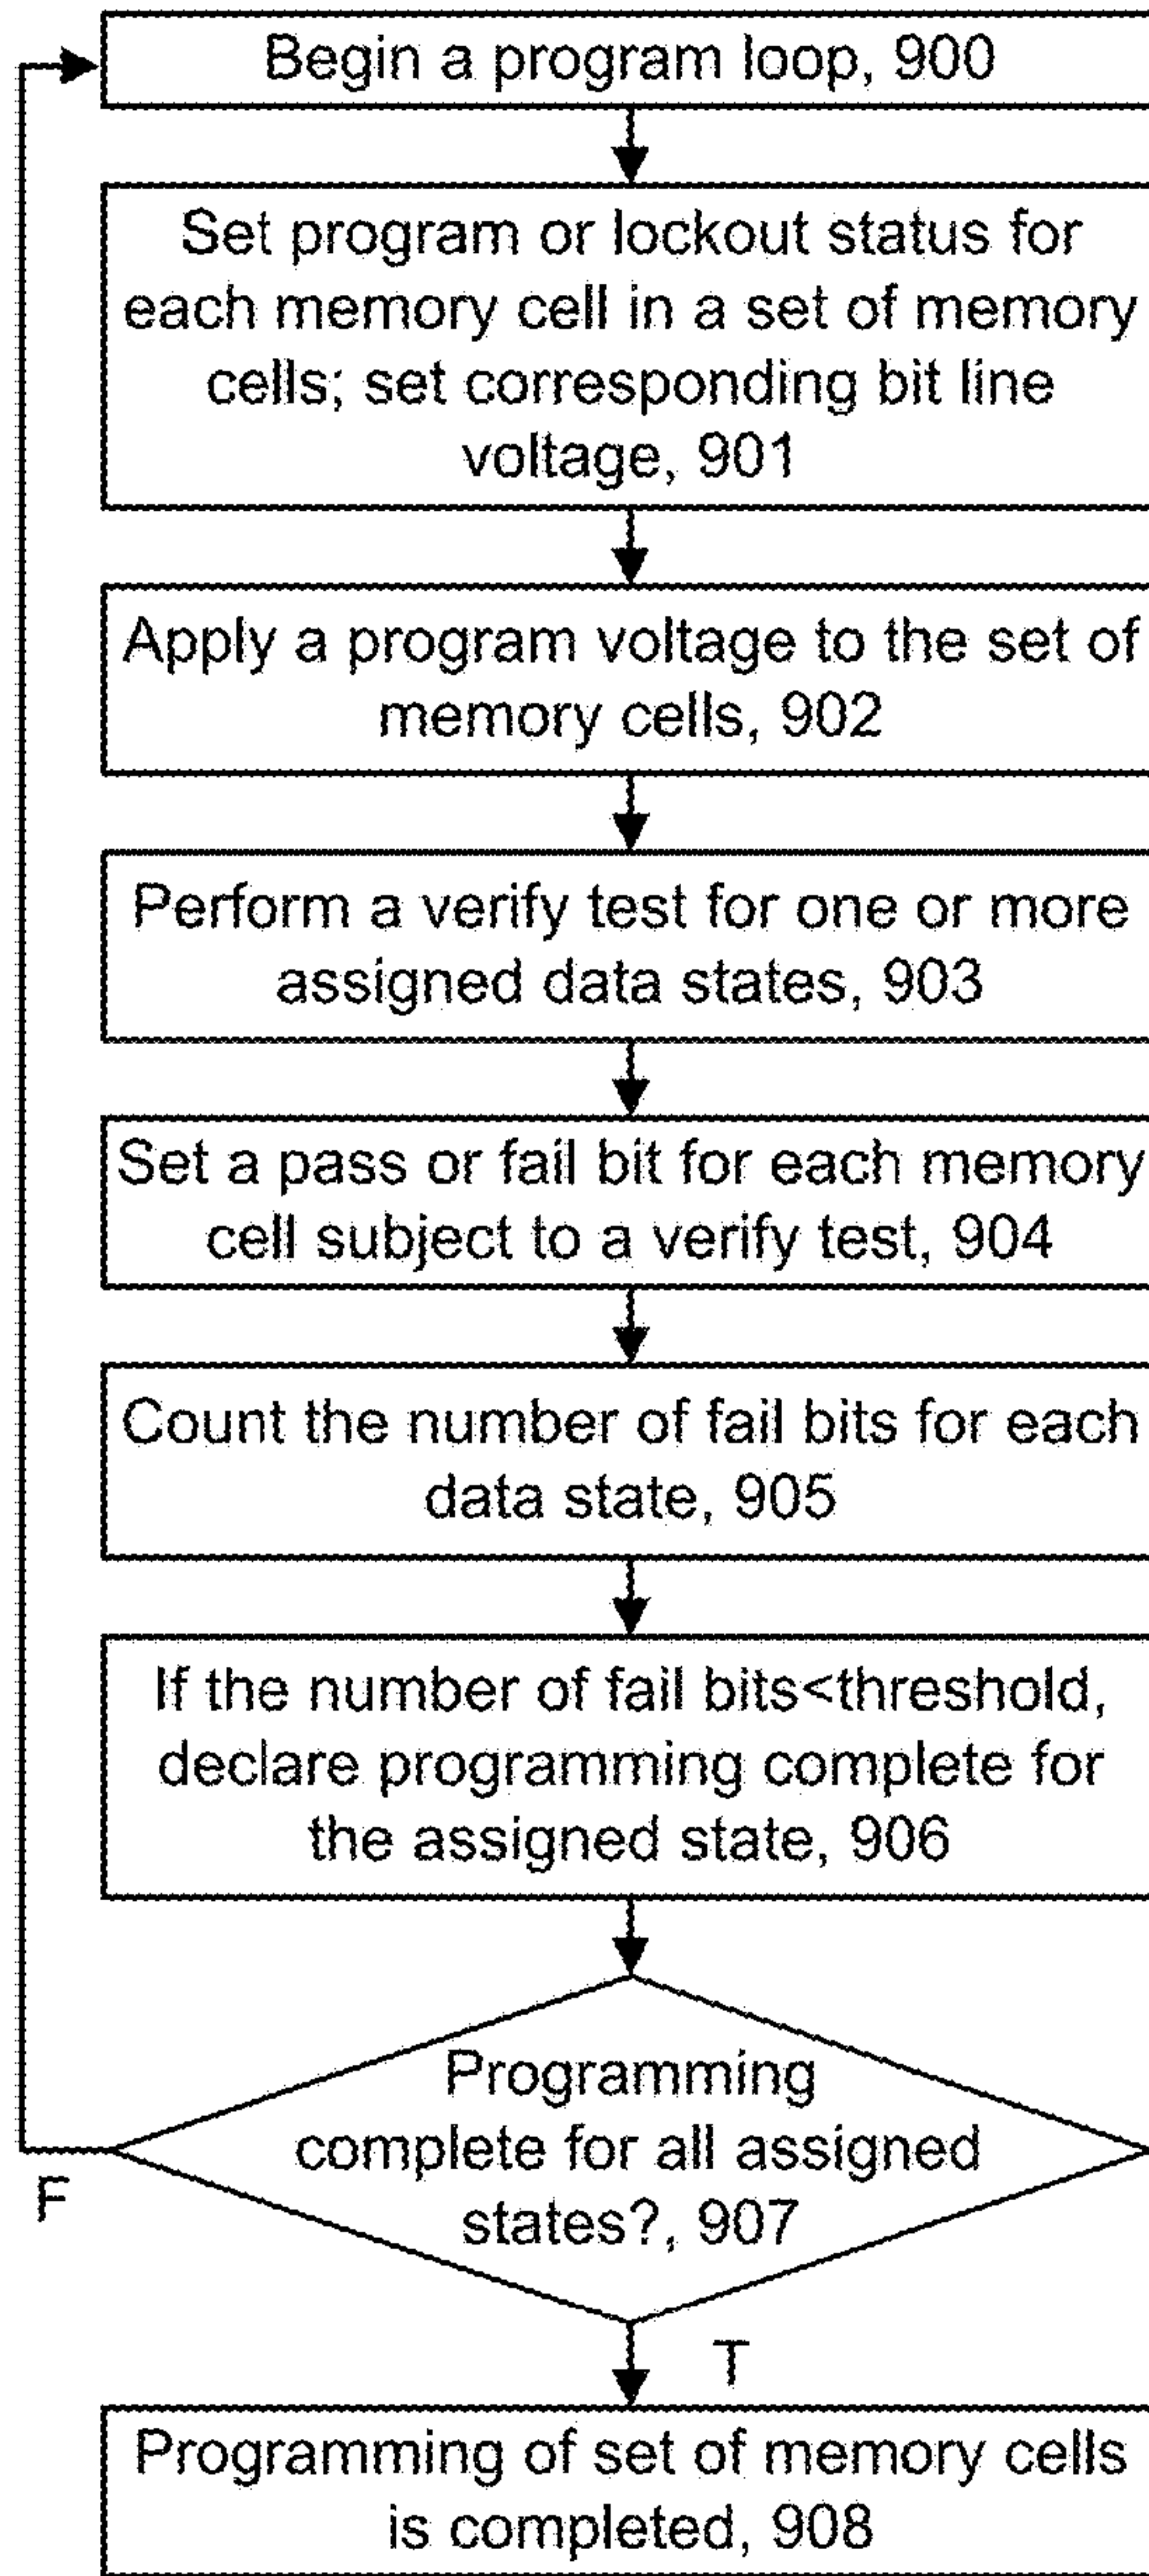 Begin a program loop, 900
Set program or lockout status for
each memory cell in a set of memory
cells; set corresponding bit line
voltage, 901
Apply a program voltage to the set of
memory cells, 902
Perform a verify test for one or more
assigned data states, 903
Set a pass or fail bit for each memory
cell subject to a verify test, 904
Count the number of fail bits for each
data state, 905
If the number of fail bits<threshold,
declare programming complete for
the assigned state, 906
Programming
complete for all assigned
states?, 907
F
T
Programming of set of memory cells
is completed, 908